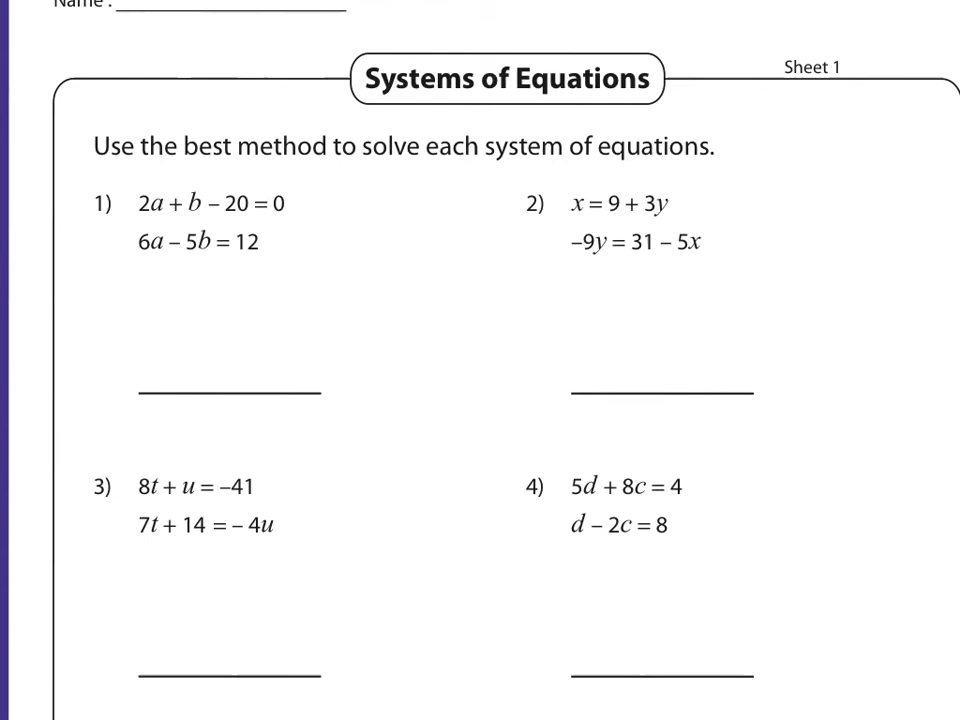 Name :
Systems of Equations
Sheet 1
Use the best method to solve each system of equations.
1) 2a + b – 20 = 0
6a – 5b = 12
2) x = 9 + 3y
–9y = 31 – 5x
3) 8t + u = –41
7t + 14 = – 4u
4) 5d + 8c = 4
d – 2c = 8